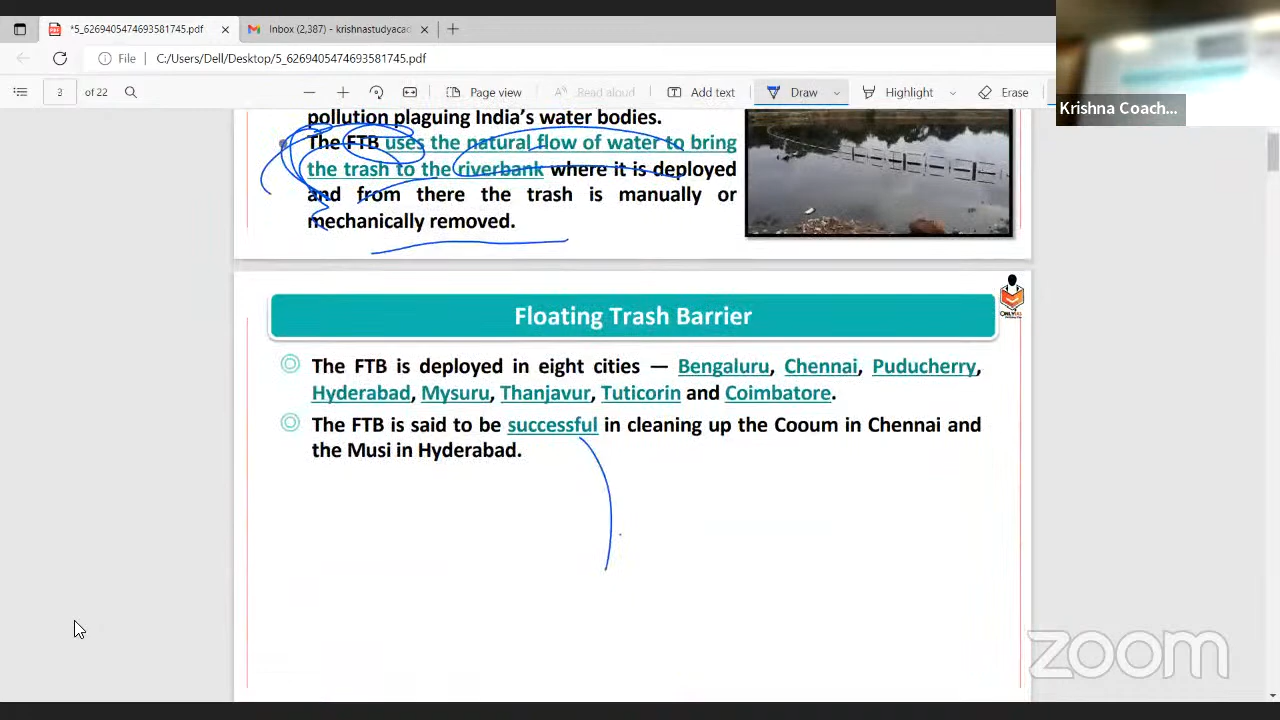 *5_6269405474693581745.pdf
Inbox (2,387) - krishnastudyacad
File
C:/Users/Dell/Desktop/5_6269405474693581745.pdf
of 22
Page view
Read aloud
Add text
Draw
Highlight
Erase
Krishna Coach...
pollution plaguing India's water bodies.
The FTB uses the natural flow of water to bring
the trash to the riverbank where it is deployed
and from there the trash is manually or
mechanically removed.
Floating Trash Barrier
The FTB is deployed in eight cities — Bengaluru, Chennai, Puducherry,
Hyderabad, Mysuru, Thanjavur, Tuticorin and Coimbatore.
The FTB is said to be successful in cleaning up the Cooum in Chennai and
the Musi in Hyderabad.
zoom